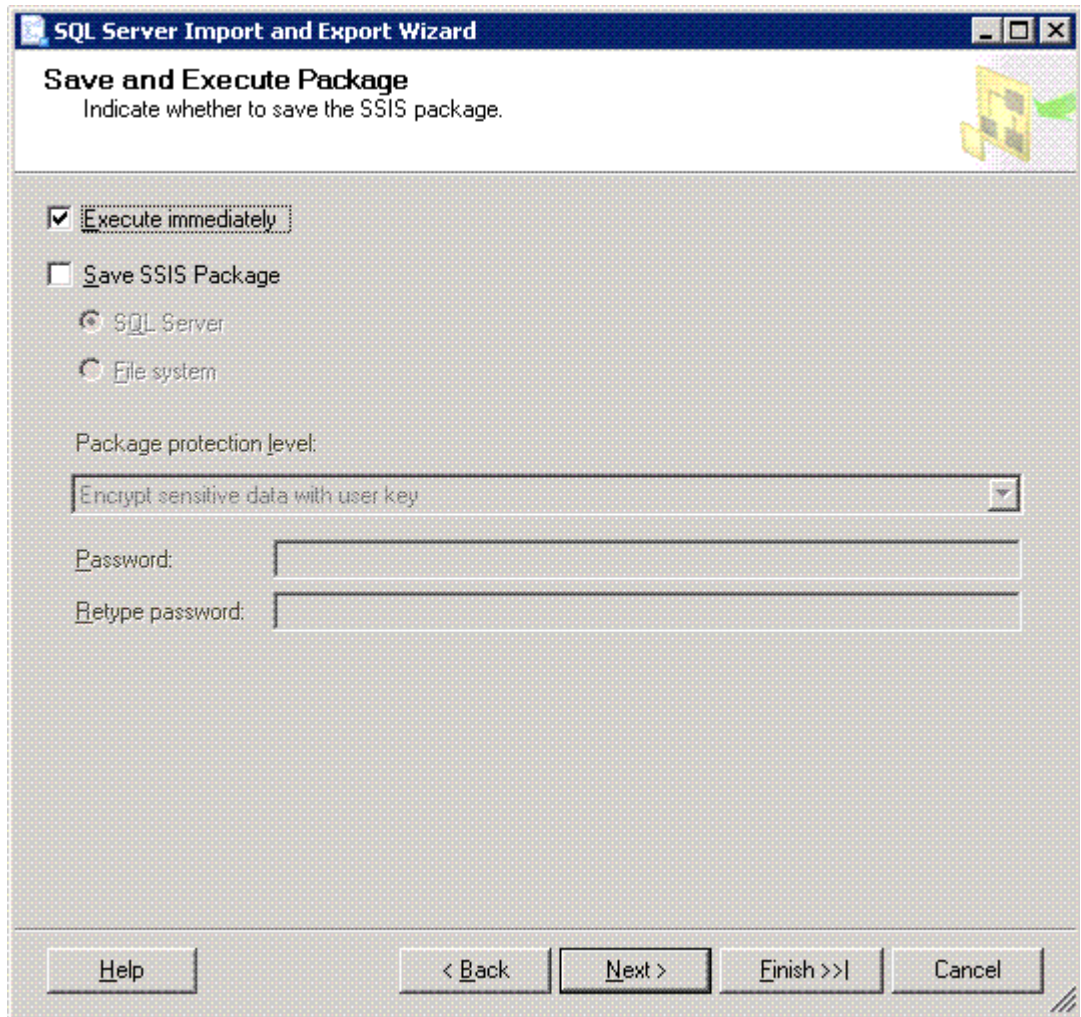 SQL Server Import and Export Wizard
Save and Execute Package
Indicate whether to save the SSIS package.
Execute immediately
Save SSIS Package
SQL Server
File system
Package protection level:
Encrypt sensitive data with user key
Password:
Retype password:
Help
< Back
Next >
Finish >>|
Cancel